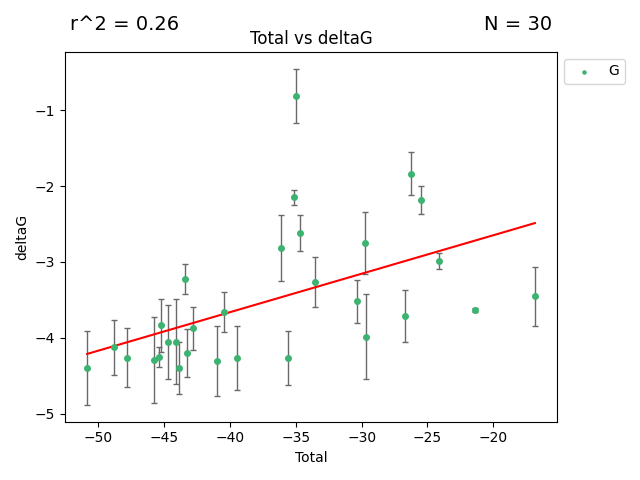 r^2 = 0.26
N = 30
Total vs deltaG
G
−1
−2
−3
−4
−5
deltaG
−50
−45
−40
−35
−30
−25
−20
Total